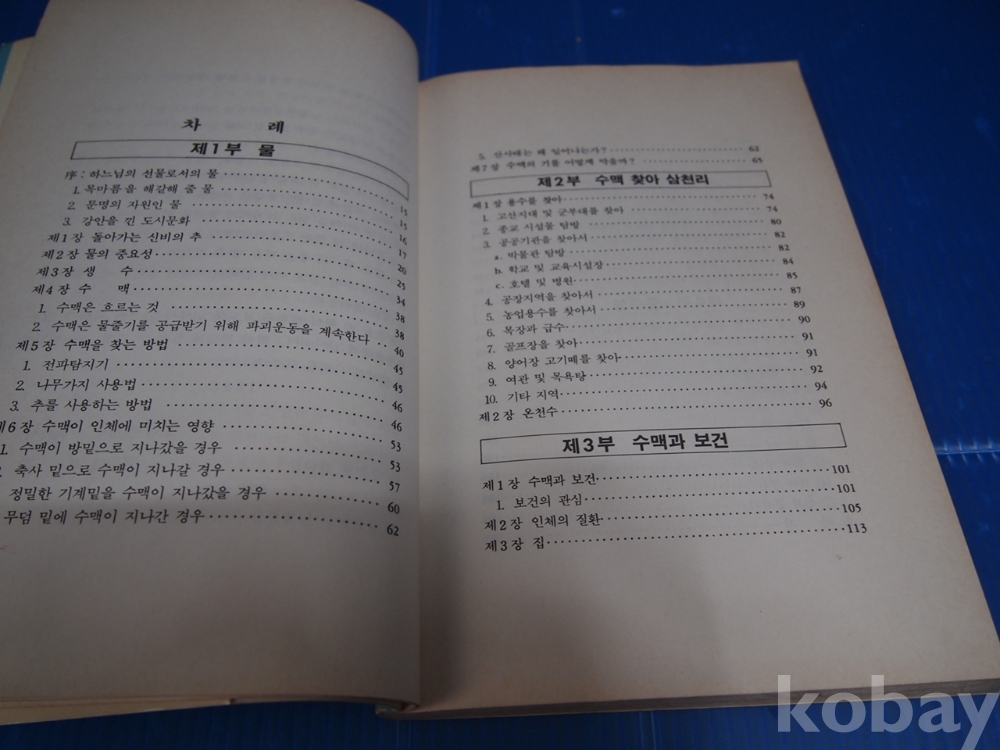 차 례
제1부 물
序: 하느님의 선물로서의 물
1. 목마름을 해갈해 줄 물 15
2. 문명의 자원인 물 15
3. 강안을 낀 도시문화 16
제1장 돌아가는 신비의 추 17
제2장 물의 중요성 20
제3장 생 수 23
제4장 수 맥 34
1. 수맥은 흐르는 것 38
2. 수맥은 물줄기를 공급받기 위해 파괴운동을 계속한다 38
제5장 수맥을 찾는 방법 40
1. 전파탐지기 45
2. 나무가지 사용법 45
3. 추를 사용하는 방법 46
제6장 수맥이 인체에 미치는 영향 46
1. 수맥이 방밑으로 지나갔을 경우 53
2. 축사 밑으로 수맥이 지나갈 경우 53
정밀한 기계밑을 수맥이 지나갔을 경우 57
무덤 밑에 수맥이 지나간 경우 60
62
5. 산사태는 왜 일어나는가? 62
제7장 수맥의 기를 어떻게 막을까? 65
제2부 수맥 찾아 삼천리
제1장 용수를 찾아 74
1. 고산지대 및 군부대를 찾아 74
2. 종교 시설물 탐방 80
3. 공공기관을 찾아서 82
a. 박물관 탐방 82
b. 학교 및 교육시설장 84
c. 호텔 및 병원 85
4. 공장지역을 찾아서 87
5. 농업용수를 찾아서 89
6. 목장과 급수 90
7. 골프장을 찾아 91
8. 양어장 고기떼를 찾아 91
9. 여관 및 목욕탕 92
10. 기타 지역 94
제2장 온천수 96
제3부 수맥과 보건
제1장 수맥과 보건 101
1. 보건의 관심 101
제2장 인체의 질환 105
제3장 집 113
kobay